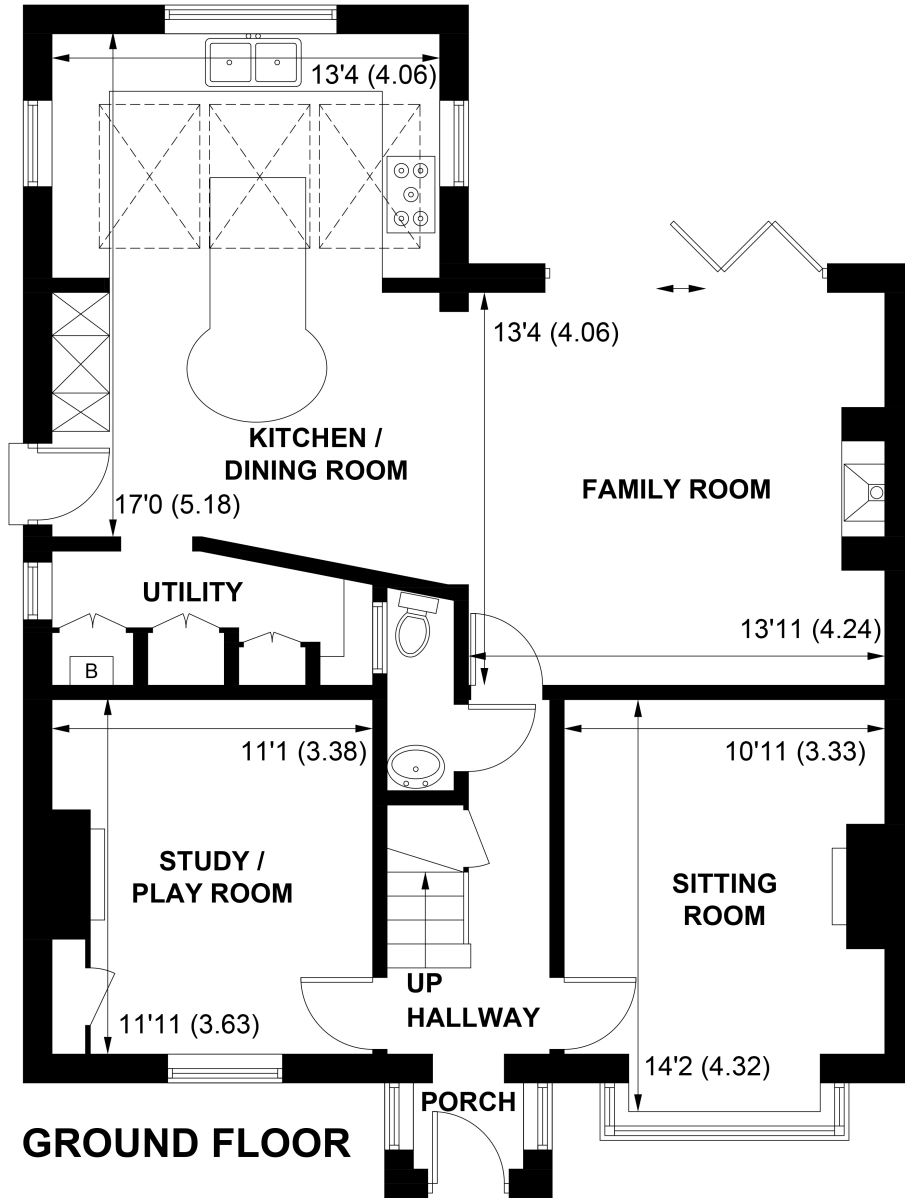 13'4 (4.06)
13'4 (4.06)
KITCHEN /
DINING ROOM
FAMILY ROOM
17'0 (5.18)
UTILITY
13'11 (4.24)
B
11'1 (3.38)
10'11 (3.33)
STUDY /
PLAY ROOM
SITTING
ROOM
UP
HALLWAY
11'11 (3.63)
14'2 (4.32)
PORCH
GROUND FLOOR